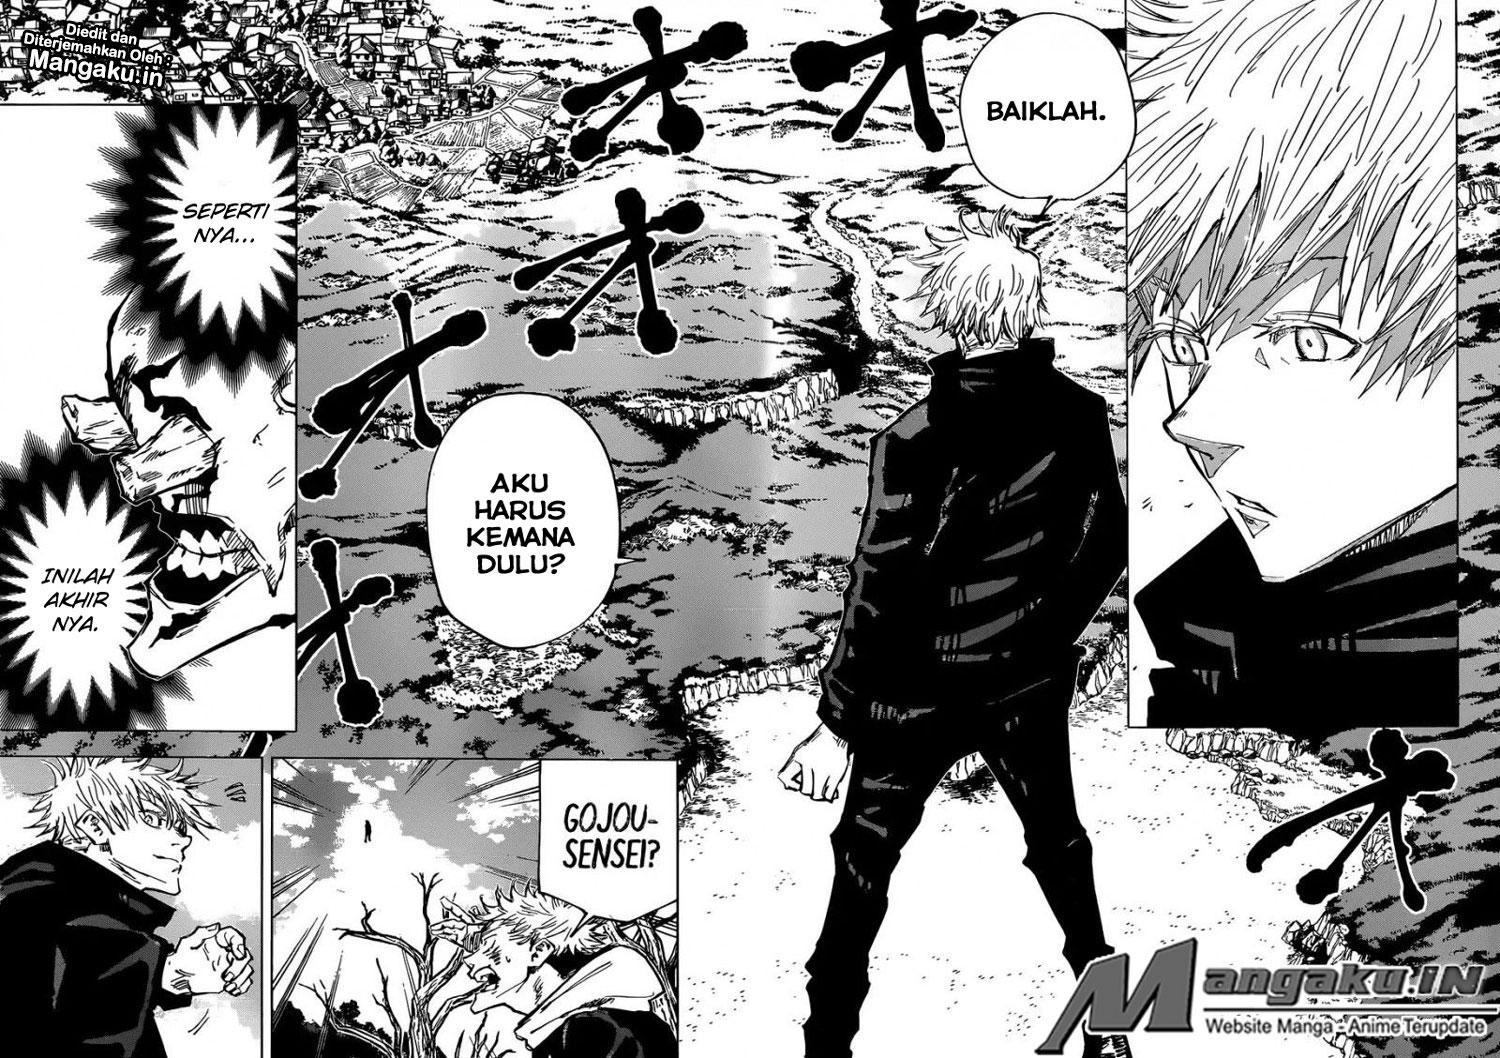 Diedit dan
Diterjemahkan Oleh :
Mangaku.in
BAIKLAH.
AKU
HARUS
KEMANA
DULU?
SEPERTI
NYA...
INILAH
AKHIR
NYA.
GOJOU-
SENSEI?
オオオオオオ
Mangaku.iN
Website Manga - Anime Terupdate